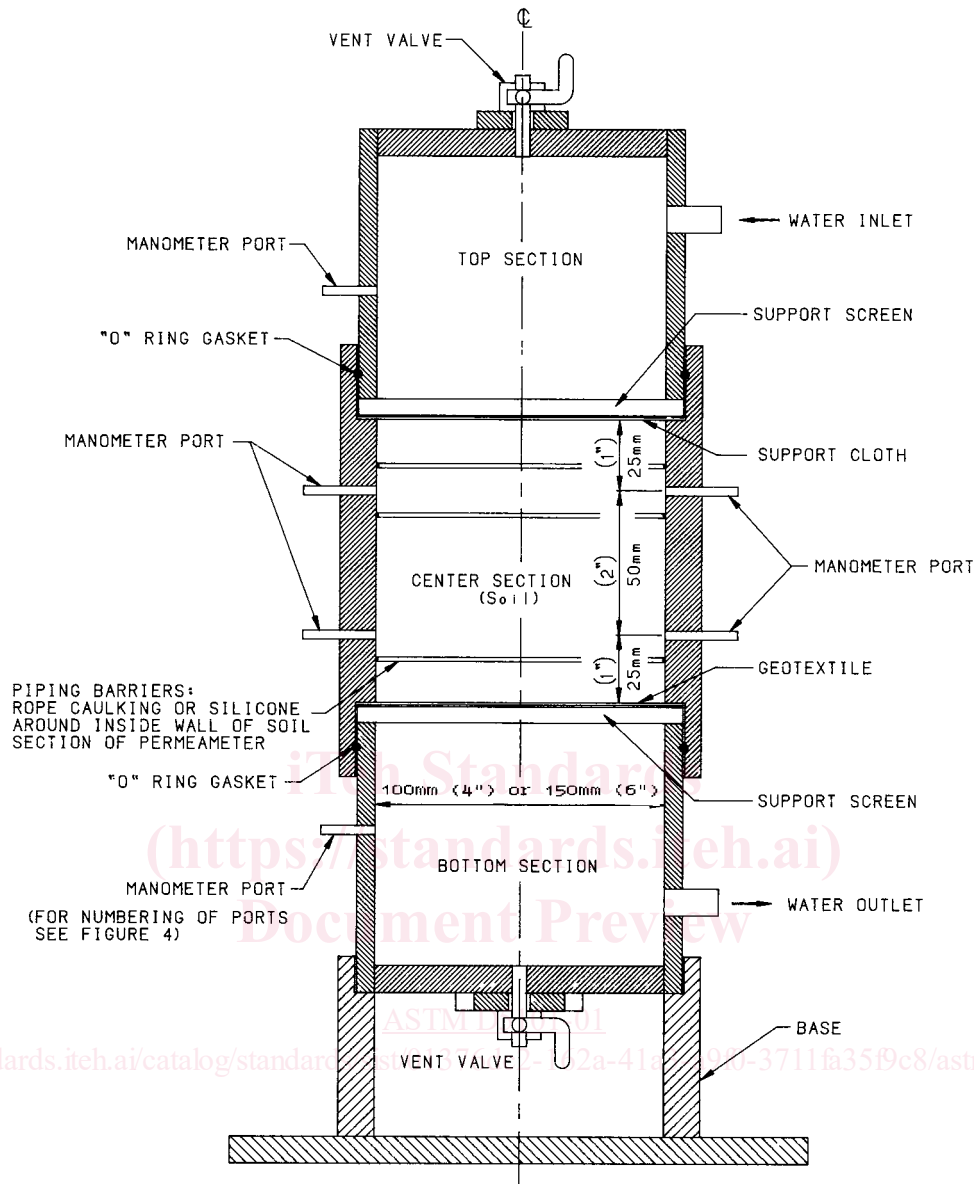 ℄
VENT VALVE
WATER INLET
MANOMETER PORT
TOP SECTION
SUPPORT SCREEN
"O" RING GASKET
MANOMETER PORT
(1")
25mm
SUPPORT CLOTH
(2")
50mm
CENTER SECTION
(Soil)
MANOMETER PORT
(1")
25mm
GEOTEXTILE
PIPING BARRIERS:
ROPE CAULKING OR SILICONE
AROUND INSIDE WALL OF SOIL
SECTION OF PERMEAMETER
"O" RING GASKET
iTeh Standards
100mm (4") or 150mm (6")
SUPPORT SCREEN
(https://standards.iteh.ai)
BOTTOM SECTION
MANOMETER PORT
(FOR NUMBERING OF PORTS
SEE FIGURE 4)
WATER OUTLET
Document Preview
ASTM
BASE
VENT VALVE